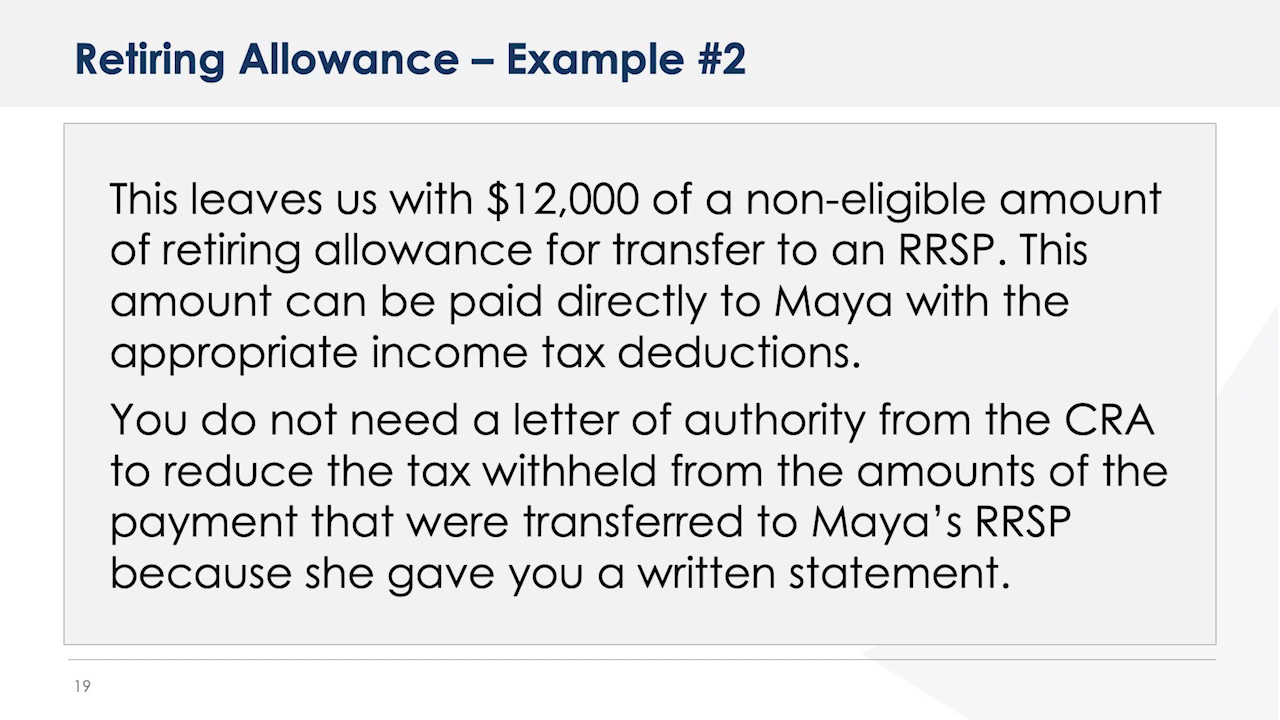 Retiring Allowance – Example #2
This leaves us with $12,000 of a non-eligible amount
of retiring allowance for transfer to an RRSP. This
amount can be paid directly to Maya with the
appropriate income tax deductions.
You do not need a letter of authority from the CRA
to reduce the tax withheld from the amounts of the
payment that were transferred to Maya’s RRSP
because she gave you a written statement.
19